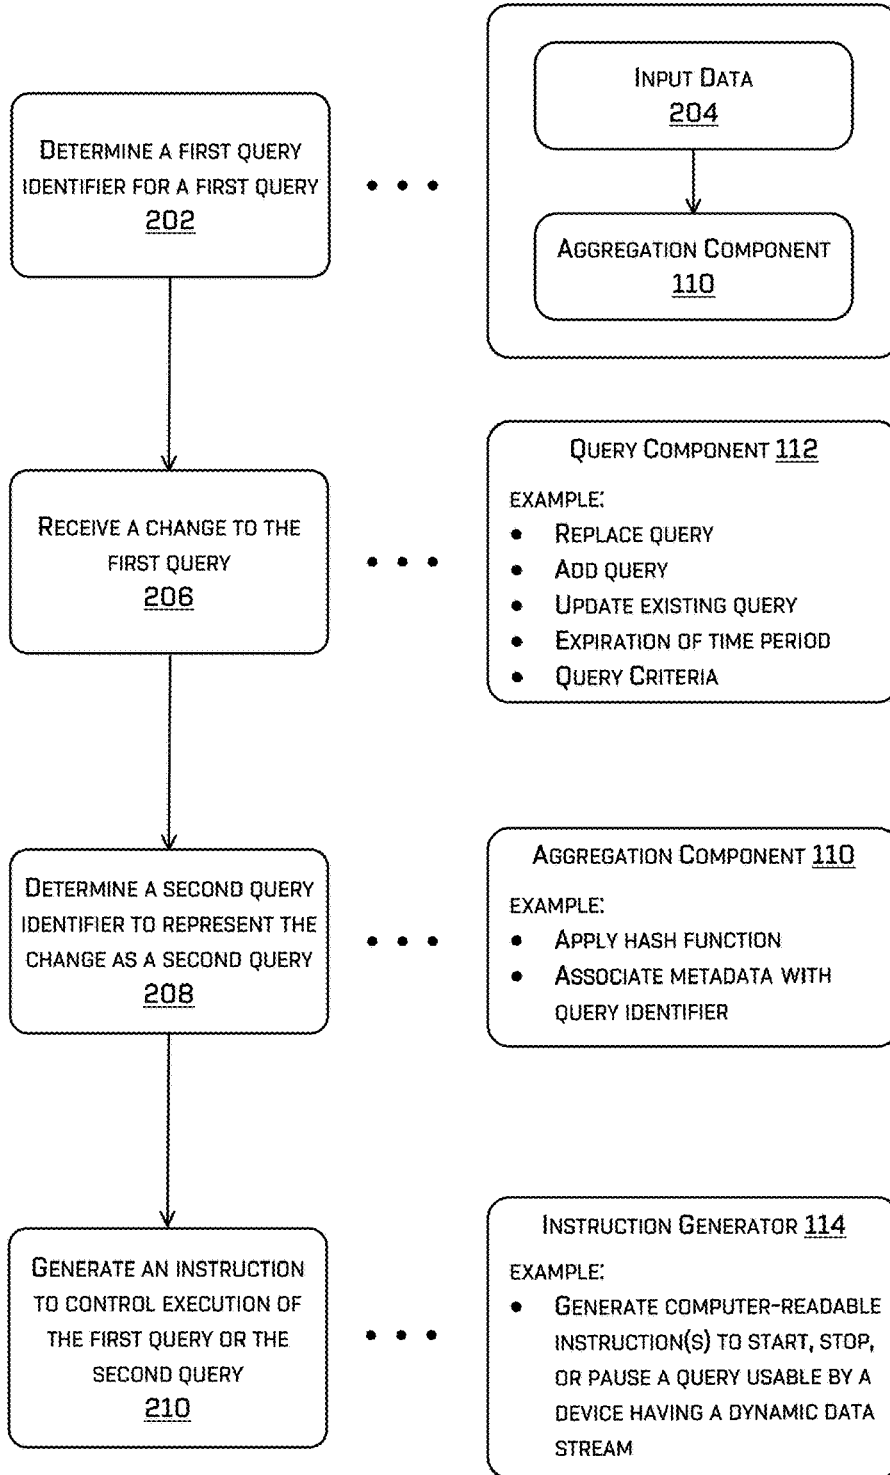 DETERMINE A FIRST QUERY
IDENTIFIER FOR A FIRST QUERY
202
INPUT DATA
204
AGGREGATION COMPONENT
110
RECEIVE A CHANGE TO THE
FIRST QUERY
206
QUERY COMPONENT 112
EXAMPLE:
• REPLACE QUERY
• ADD QUERY
• UPDATE EXISTING QUERY
• EXPIRATION OF TIME PERIOD
• QUERY CRITERIA
DETERMINE A SECOND QUERY
IDENTIFIER TO REPRESENT THE
CHANGE AS A SECOND QUERY
208
AGGREGATION COMPONENT 110
EXAMPLE:
• APPLY HASH FUNCTION
• ASSOCIATE METADATA WITH
QUERY IDENTIFIER
GENERATE AN INSTRUCTION
TO CONTROL EXECUTION OF
THE FIRST QUERY OR THE
SECOND QUERY
210
INSTRUCTION GENERATOR 114
EXAMPLE:
• GENERATE COMPUTER-READABLE
INSTRUCTION(S) TO START, STOP,
OR PAUSE A QUERY USABLE BY A
DEVICE HAVING A DYNAMIC DATA
STREAM